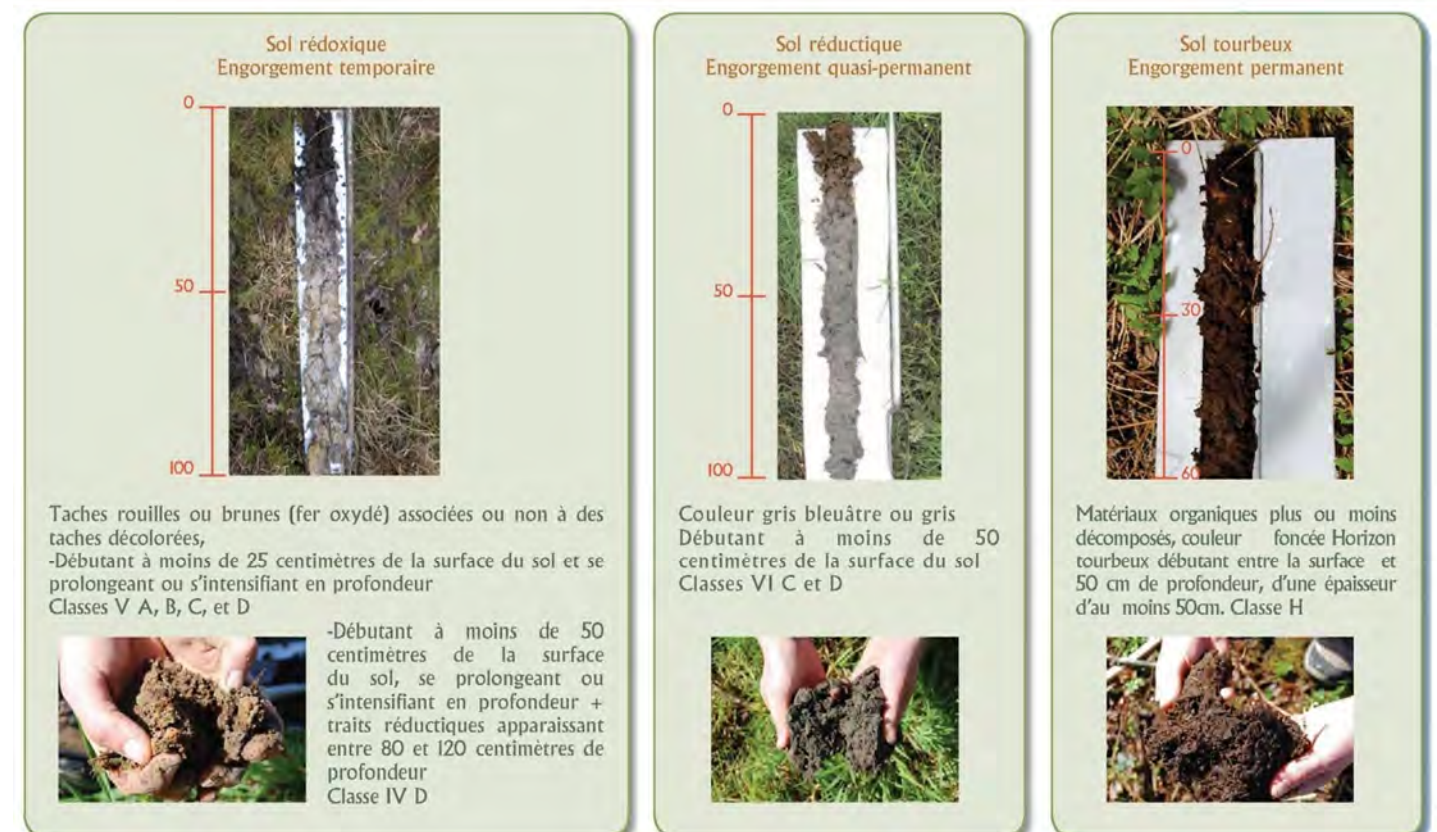 Sol rédoxique
Engorgement temporaire
0
50
100
Taches rouilles ou brunes (fer oxydé) associées ou non à des
taches décolorées,
-Débutant à moins de 25 centimètres de la surface du sol et se
prolongeant ou s'intensifiant en profondeur
Classes V A, B, C, et D
-Débutant à moins de 50
centimètres de la surface
du sol, se prolongeant ou
s'intensifiant en profondeur +
traits réductiques apparaissant
entre 80 et 120 centimètres de
profondeur
Classe IV D
Sol réductique
Engorgement quasi-permanent
0
50
100
Couleur gris bleuâtre ou gris
Débutant à moins de 50
centimètres de la surface du sol
Classes VI C et D
Sol tourbeux
Engorgement permanent
0
30
60
Matériaux organiques plus ou moins
décomposés, couleur foncée Horizon
tourbeux débutant entre la surface et
50 cm de profondeur, d'une épaisseur
d'au moins 50cm. Classe H